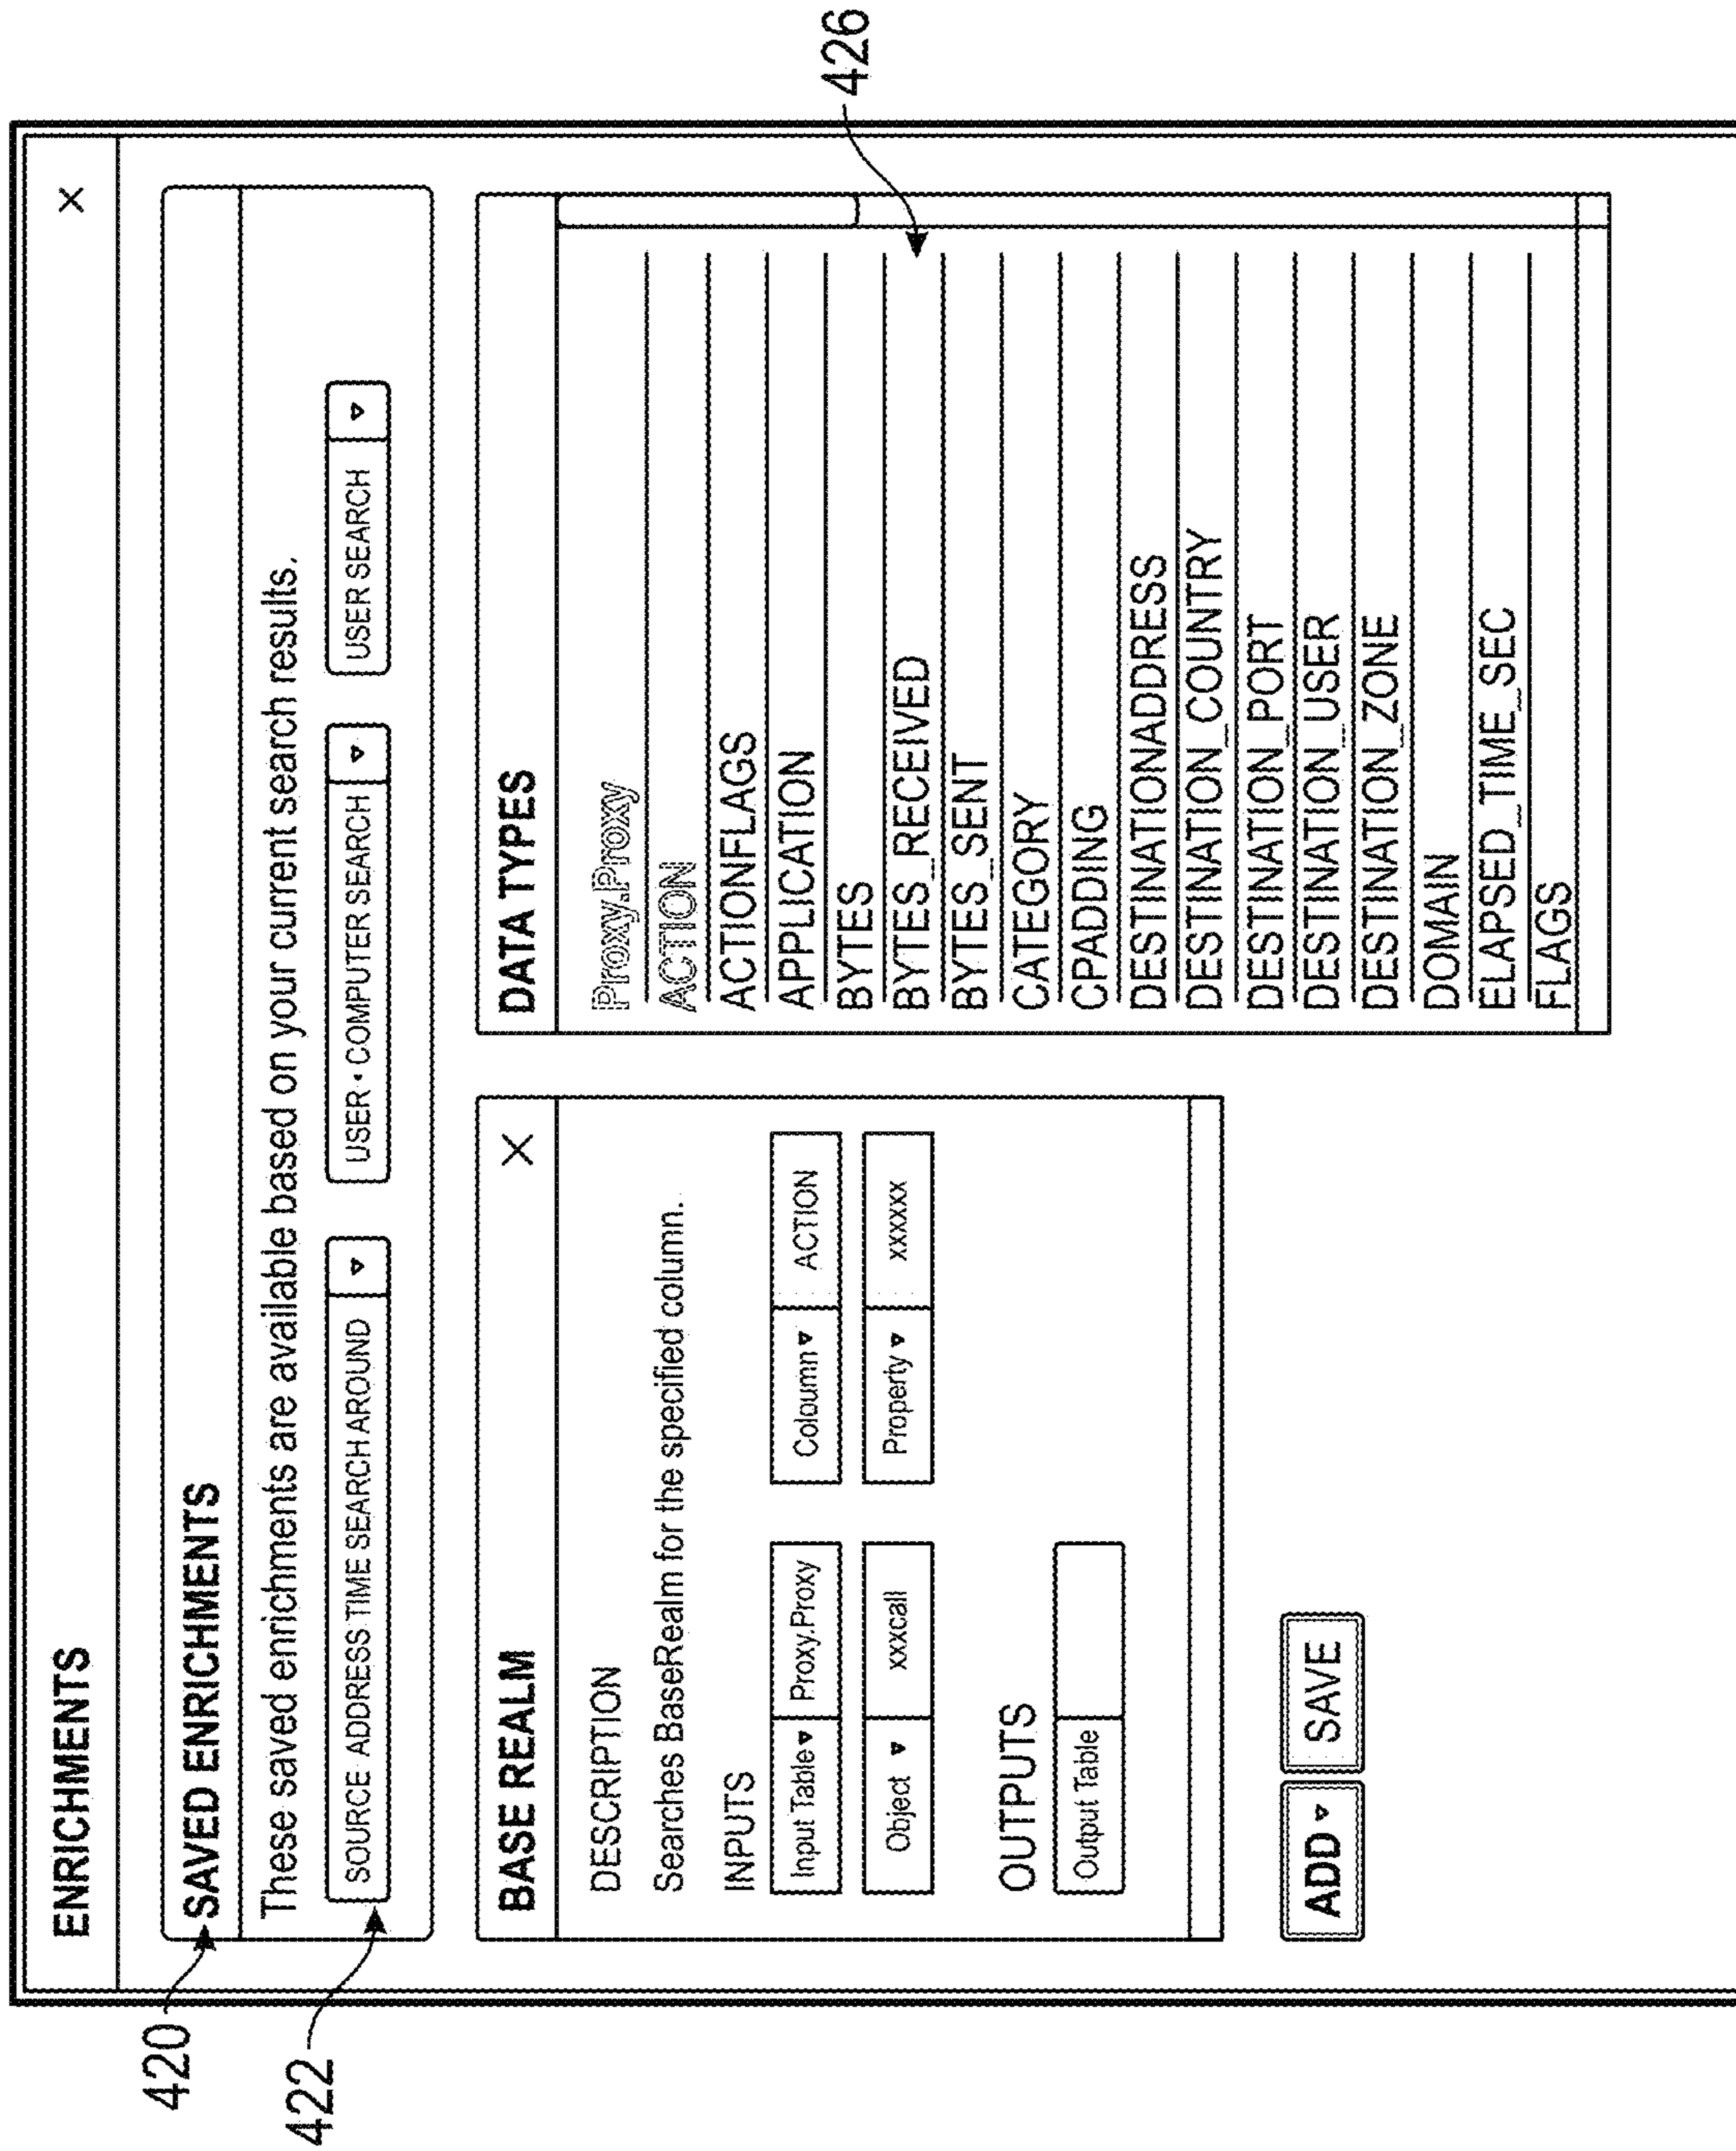 ENRICHMENTS X
420 SAVED ENRICHMENTS
These saved enrichments are available based on your current search results.
422 SOURCE ADDRESS TIME SEARCH AROUND USER • COMPUTER SEARCH USER SEARCH
BASE REALM X
DESCRIPTION
Searches BaseRealm for the specified column.
INPUTS
Input Table Proxy.Proxy Coloumn ACTION
Object xxxcall Property xxxxxx
OUTPUTS
Output Table
ADD SAVE
DATA TYPES
Proxy.Proxy
ACTION
ACTIONFLAGS
APPLICATION
BYTES
BYTES_RECEIVED
426
BYTES_SENT
CATEGORY
CPADDING
DESTINATIONADDRESS
DESTINATION_COUNTRY
DESTINATION_PORT
DESTINATION_USER
DESTINATION_ZONE
DOMAIN
ELAPSED_TIME_SEC
FLAGS